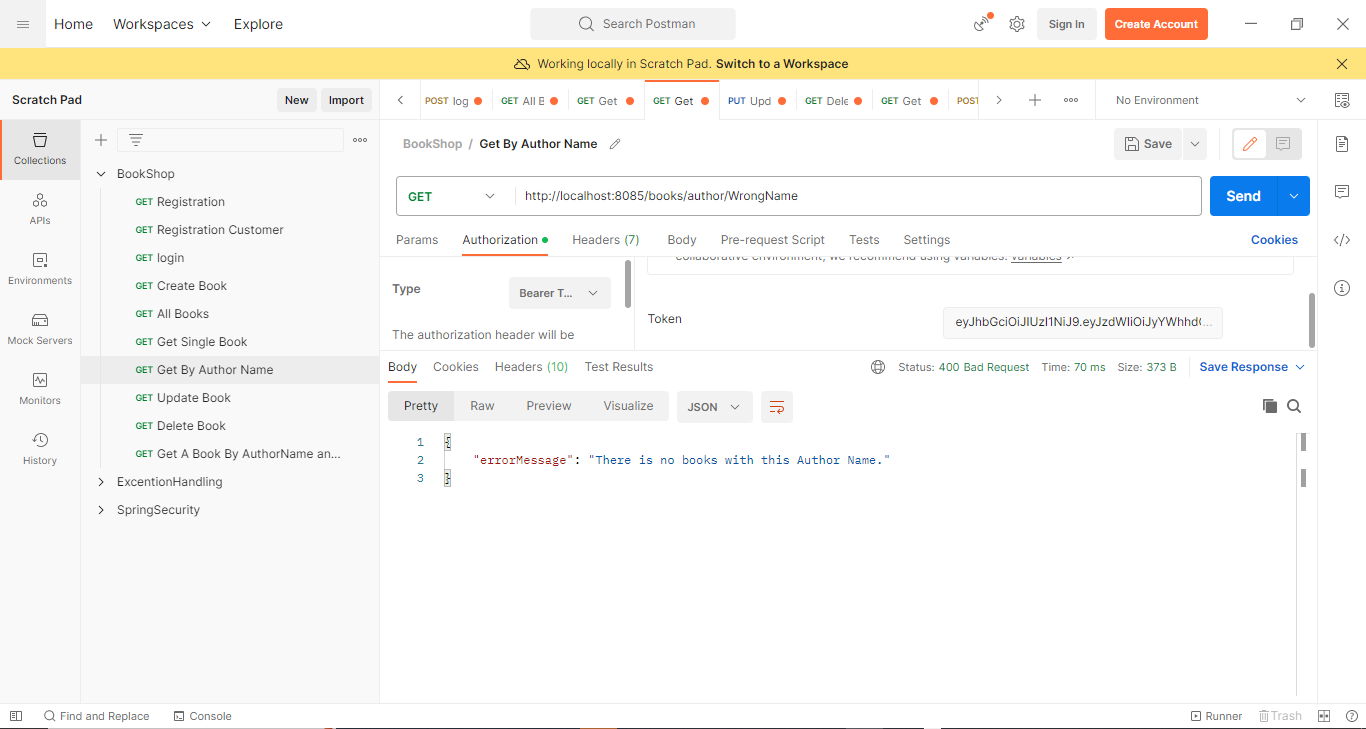 Home Workspaces Explore Search Postman Sign In Create Account
Working locally in Scratch Pad. Switch to a Workspace
Scratch Pad New Import POST log GET All B GET Get GET Get PUT Upd GET Dele GET Get POST No Environment
Collections
APIs
Environments
Mock Servers
Monitors
History
BookShop
GET Registration
GET Registration Customer
GET login
GET Create Book
GET All Books
GET Get Single Book
GET Get By Author Name
GET Update Book
GET Delete Book
GET Get A Book By AuthorName an...
ExcentionHandling
SpringSecurity
BookShop / Get By Author Name Save
GET http://localhost:8085/books/author/WrongName Send
Params Authorization Headers (7) Body Pre-request Script Tests Settings Cookies
collaborative environment, we recommend using variables. Variables
Type Bearer T...
Token eyJhbGciOiJIUzI1NiJ9.eyJzdWIiOiJyYWhhd...
The authorization header will be
Body Cookies Headers (10) Test Results Status: 400 Bad Request Time: 70 ms Size: 373 B Save Response
Pretty Raw Preview Visualize JSON
1 {
2 "errorMessage": "There is no books with this Author Name."
3 }
Find and Replace Console Runner Trash